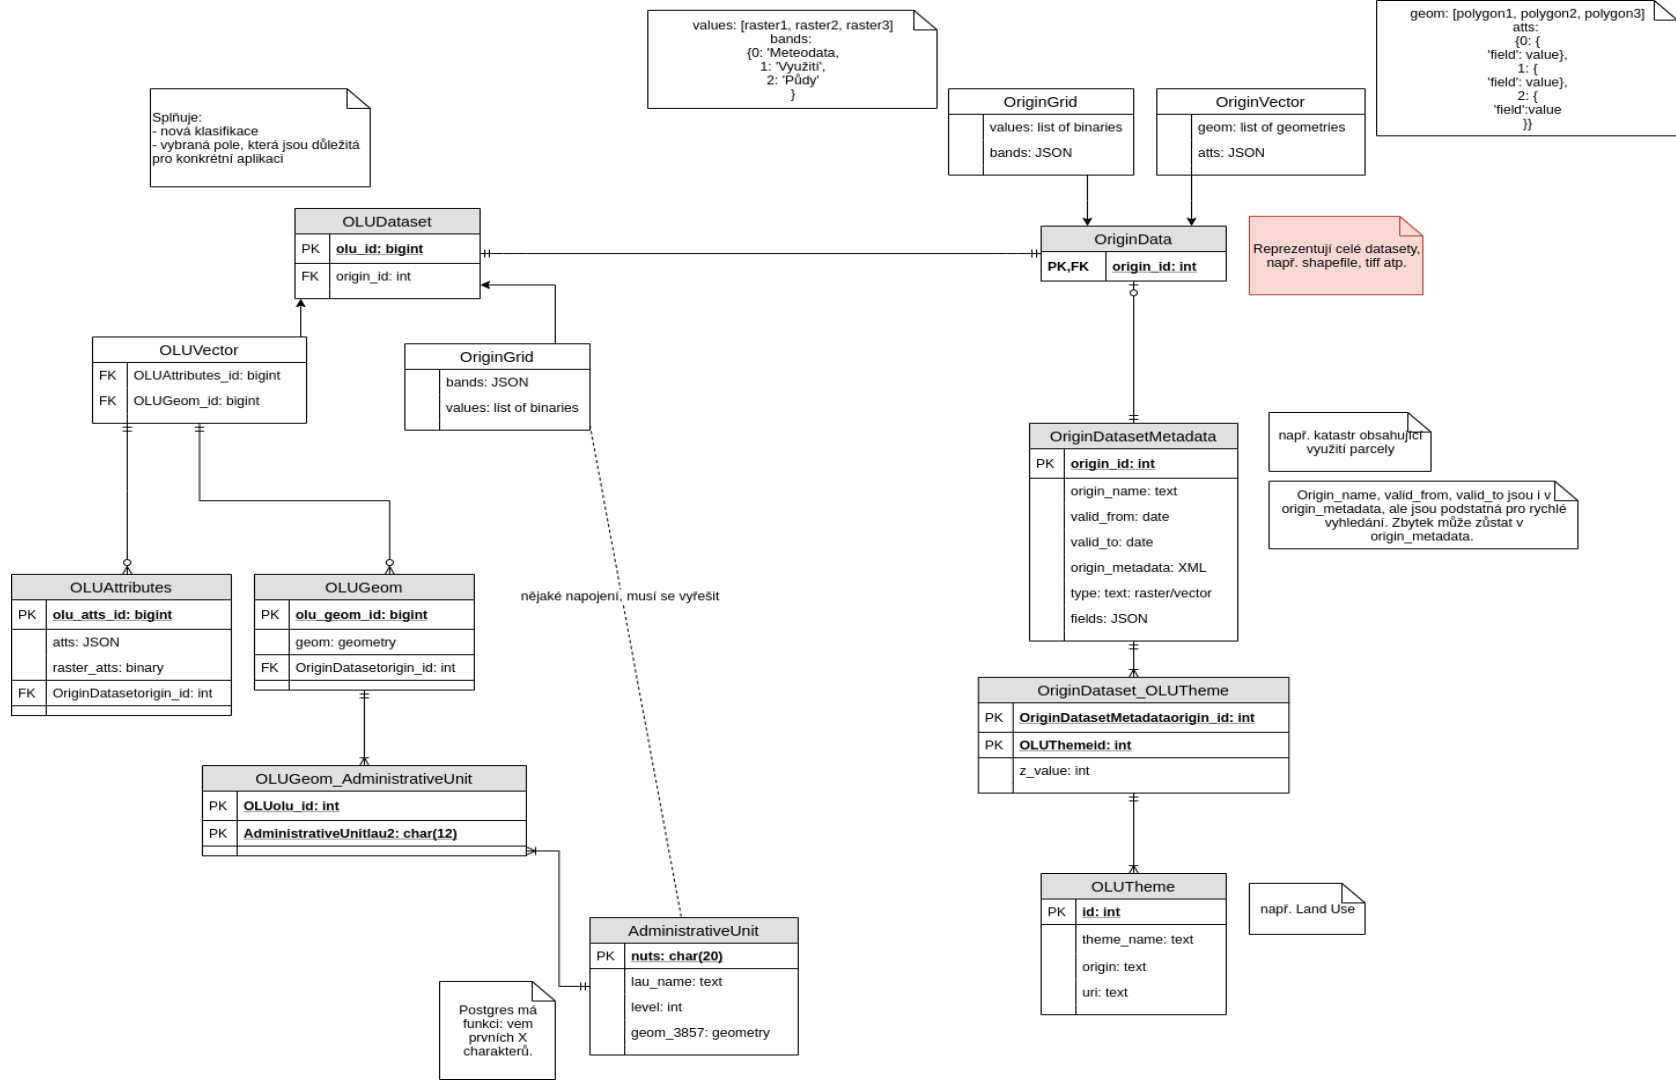 values: [raster1, raster2, raster3]
bands:
{0: 'Meteodata,
1: 'Využití',
2: 'Půdy'
}
geom: [polygon1, polygon2, polygon3]
atts:
{0: {
'field': value},
1: {
'field': value},
2: {
'field':value
}}
Splňuje:
- nová klasifikace
- vybraná pole, která jsou důležitá
pro konkrétní aplikaci
OriginGrid
values: list of binaries
bands: JSON
OriginVector
geom: list of geometries
atts: JSON
OLUDataset
PK olu_id: bigint
FK origin_id: int
OriginData
PK,FK origin_id: int
Reprezentují celé datasety,
např. shapefile, tiff atp.
OLUVector
FK OLUAttributes_id: bigint
FK OLUGeom_id: bigint
OriginGrid
bands: JSON
values: list of binaries
OriginDatasetMetadata
PK origin_id: int
origin_name: text
valid_from: date
valid_to: date
origin_metadata: XML
type: text: raster/vector
fields: JSON
např. katastr obsahující
využití parcely
Origin_name, valid_from, valid_to jsou i v
origin_metadata, ale jsou podstatná pro rychlé
vyhledání. Zbytek může zůstat v
origin_metadata.
OLUAttributes
PK olu_atts_id: bigint
atts: JSON
raster_atts: binary
FK OriginDatasetorigin_id: int
OLUGeom
PK olu_geom_id: bigint
geom: geometry
FK OriginDatasetorigin_id: int
nějaké napojení, musí se vyřešit
OriginDataset_OLUTheme
PK OriginDatasetMetadataorigin_id: int
PK OLUThemeid: int
z_value: int
OLUGeom_AdministrativeUnit
PK OLUolu_id: int
PK AdministrativeUnitlau2: char(12)
OLUTheme
PK id: int
theme_name: text
origin: text
uri: text
např. Land Use
AdministrativeUnit
PK nuts: char(20)
lau_name: text
level: int
geom_3857: geometry
Postgres má
funkci: vem
prvních X
charakterů.